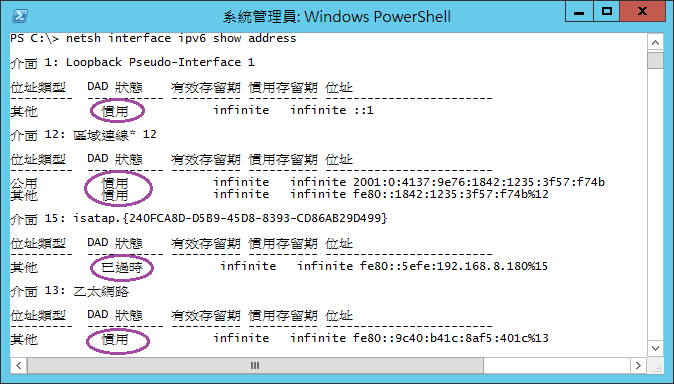 系統管理員: Windows PowerShell
PS C:\> netsh interface ipv6 show address
介面 1: Loopback Pseudo-Interface 1
位址類型 DAD 狀態 有效存留期 慣用存留期 位址
--------- ----------- ---------- ---------- ------------------------
其他 慣用 infinite infinite ::1
介面 12: 區域連線* 12
位址類型 DAD 狀態 有效存留期 慣用存留期 位址
--------- ----------- ---------- ---------- ------------------------
公用 慣用 infinite infinite 2001:0:4137:9e76:1842:1235:3f57:f74b
其他 慣用 infinite infinite fe80::1842:1235:3f57:f74b%12
介面 15: isatap.{240FCA8D-D5B9-45D8-8393-CD86AB29D499}
位址類型 DAD 狀態 有效存留期 慣用存留期 位址
--------- ----------- ---------- ---------- ------------------------
其他 已過時 infinite infinite fe80::5efe:192.168.8.180%15
介面 13: 乙太網路
位址類型 DAD 狀態 有效存留期 慣用存留期 位址
--------- ----------- ---------- ---------- ------------------------
其他 慣用 infinite infinite fe80::9c40:b41c:8af5:401c%13